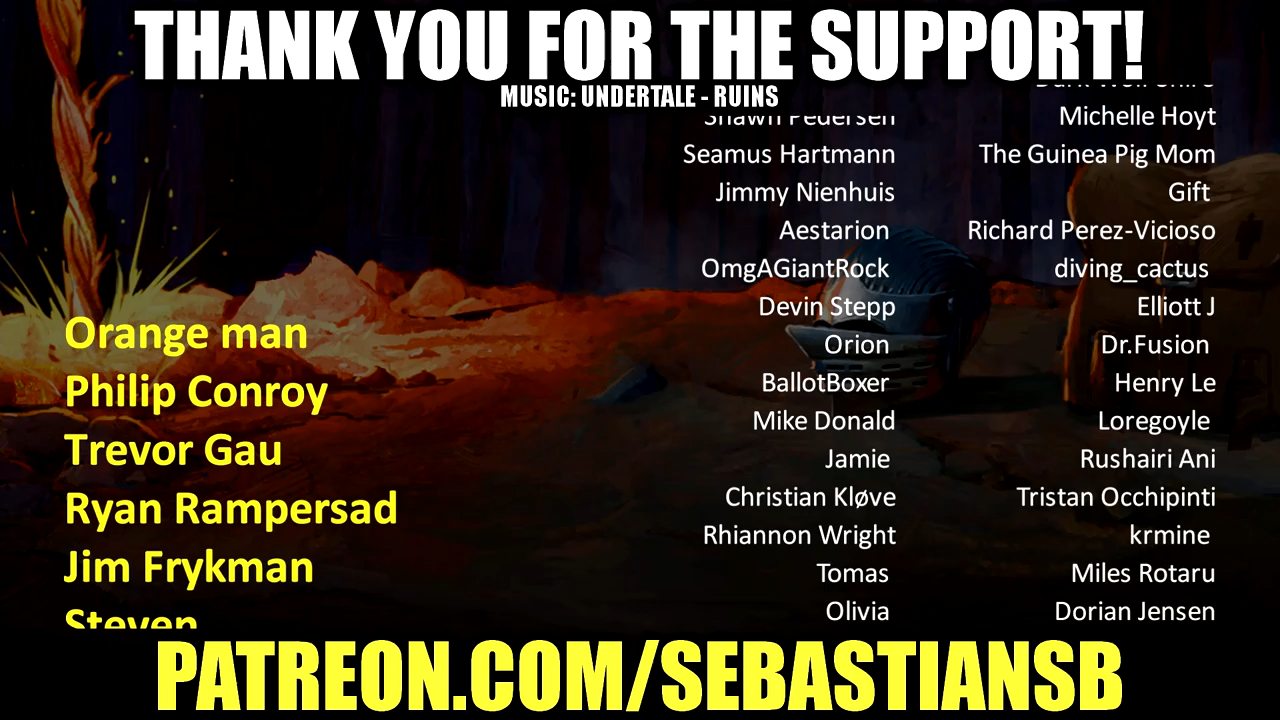 THANK YOU FOR THE SUPPORT!
MUSIC: UNDERTALE - RUINS
Orange man
Philip Conroy
Trevor Gau
Ryan Rampersad
Jim Frykman
Steven
Shawn Pedersen
Seamus Hartmann
Jimmy Nienhuis
Aestarion
OmgAGiantRock
Devin Stepp
Orion
BallotBoxer
Mike Donald
Jamie
Christian Kløve
Rhiannon Wright
Tomas
Olivia
Michelle Hoyt
The Guinea Pig Mom
Gift
Richard Perez-Vicioso
diving_cactus
Elliott J
Dr.Fusion
Henry Le
Loregoyle
Rushairi Ani
Tristan Occhipinti
krmine
Miles Rotaru
Dorian Jensen
PATREON.COM/SEBASTIANSB